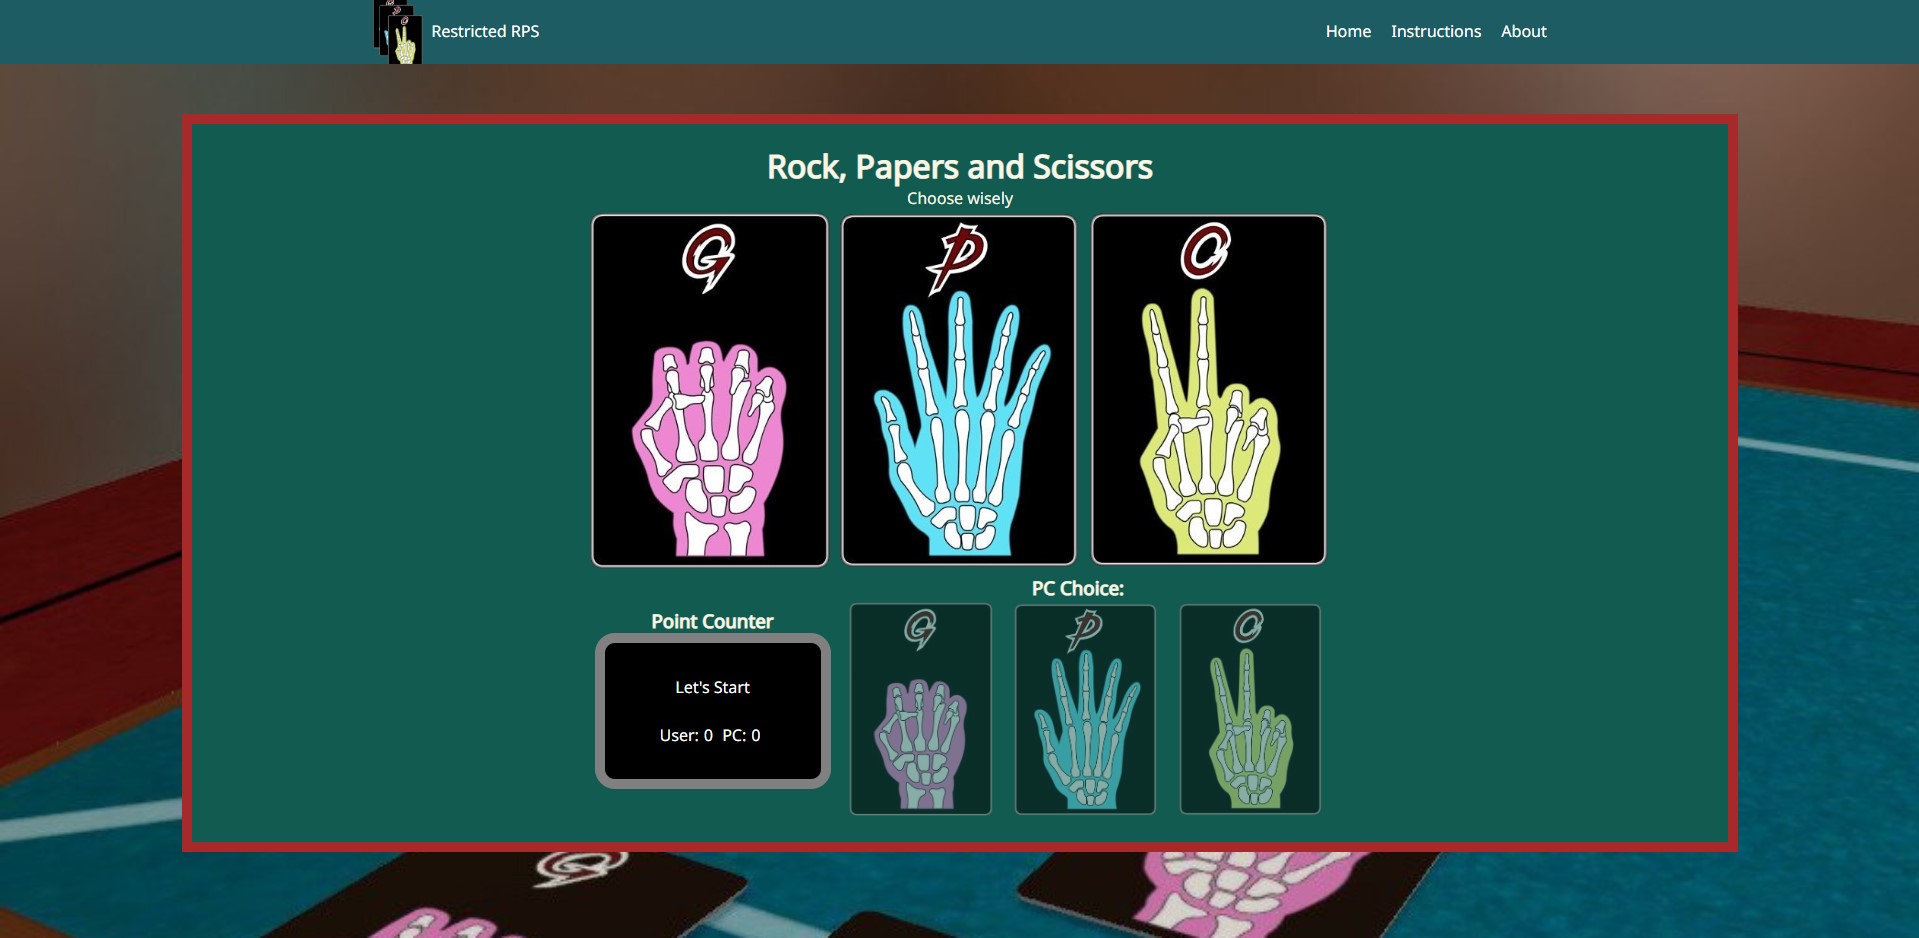 Restricted RPS
Home Instructions About
Rock, Papers and Scissors
Choose wisely
G P C
PC Choice:
Point Counter
G P C
Let's Start
User: 0 PC: 0
G